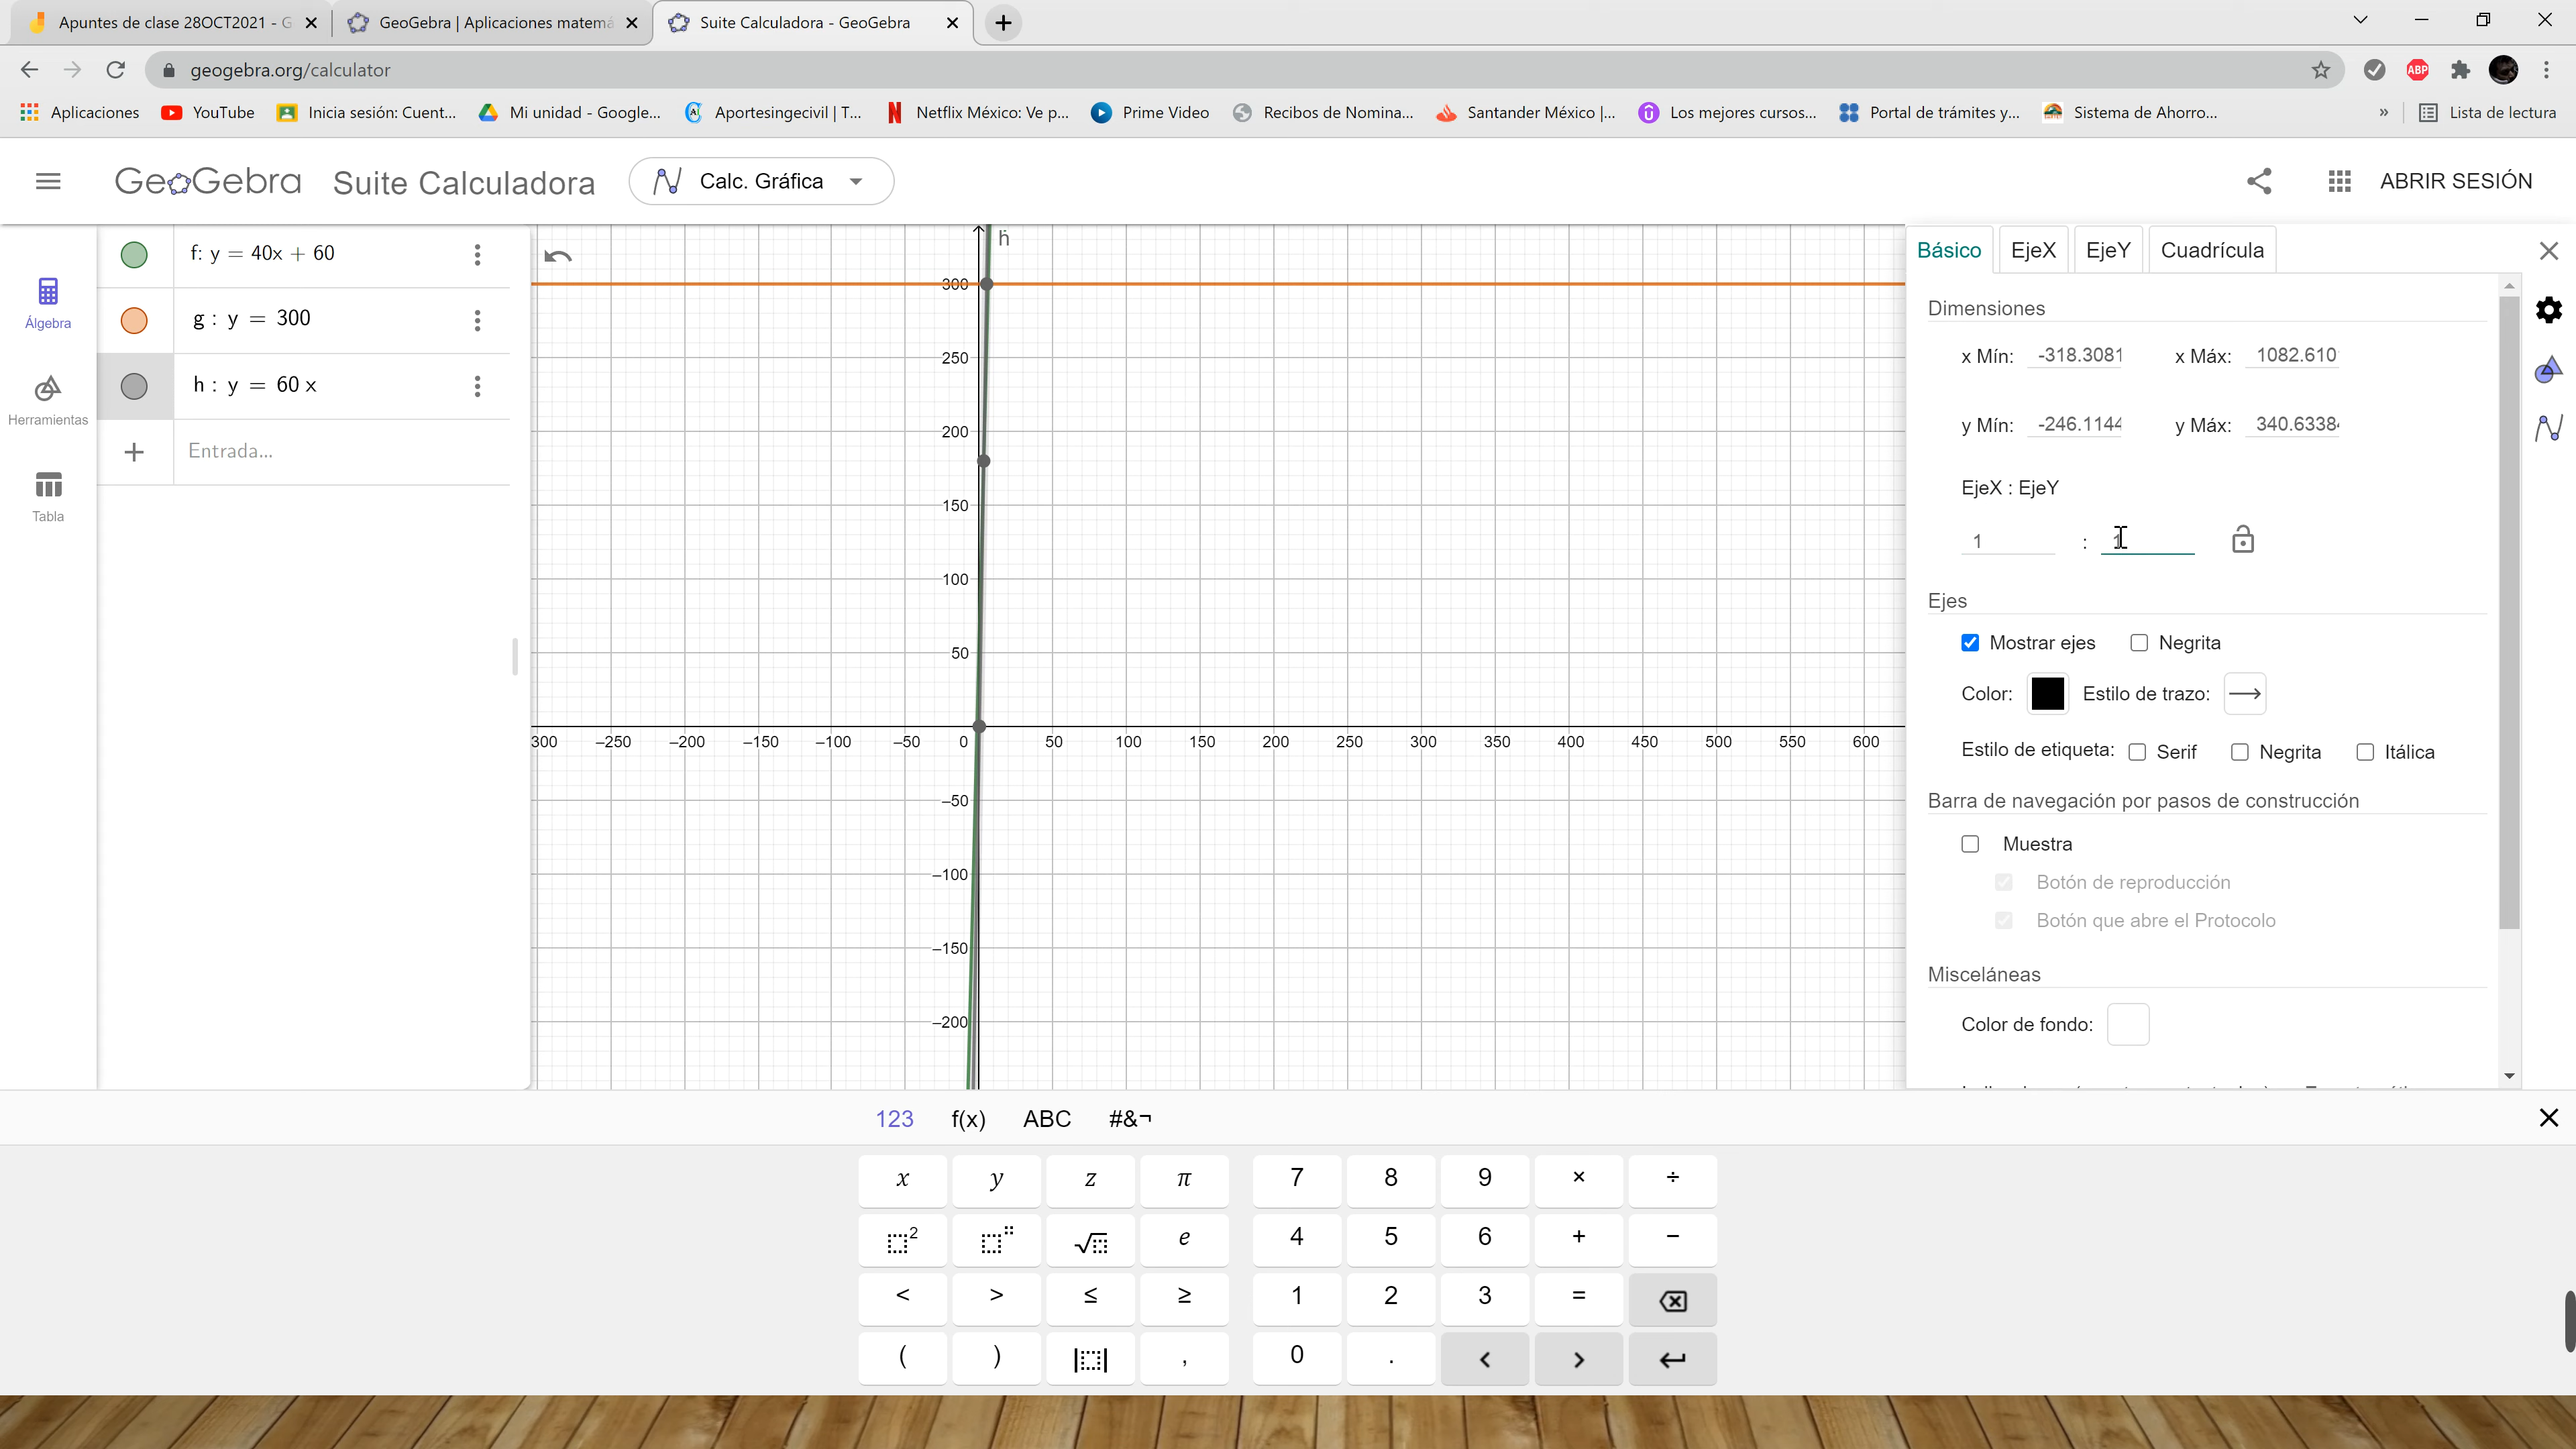 Apuntes de clase 28OCT2021 - G
GeoGebra | Aplicaciones matemá
Suite Calculadora - GeoGebra
geogebra.org/calculator
ABP
Aplicaciones
YouTube
Inicia sesión: Cuent...
Mi unidad - Google...
Aportesingecivil | T...
Netflix México: Ve p...
Prime Video
Recibos de Nomina...
Santander México |...
Los mejores cursos...
Portal de trámites y...
Sistema de Ahorro...
»
Lista de lectura
GeoGebra
Suite Calculadora
Calc. Gráfica
ABRIR SESIÓN
Álgebra
Herramientas
Tabla
f: y = 40x + 60
g : y = 300
h : y = 60 x
+ Entrada...
h
300
250
200
150
100
50
300 –250 –200 –150 –100 –50 0 50 100 150 200 250 300 350 400 450 500 550 600
–50
–100
–150
–200
Básico EjeX EjeY Cuadrícula
Dimensiones
x Mín: -318.3081 x Máx: 1082.610
y Mín: -246.1144 y Máx: 340.6338
EjeX : EjeY
1 : 1
Ejes
Mostrar ejes Negrita
Color: Estilo de trazo:
Estilo de etiqueta: Serif Negrita Itálica
Barra de navegación por pasos de construcción
Muestra
Botón de reproducción
Botón que abre el Protocolo
Misceláneas
Color de fondo:
123 f(x) ABC #&¬
x y z π 7 8 9 × ÷
² √ e 4 5 6 + −
< > ≤ ≥ 1 2 3 =
( ) | | , 0 . < >